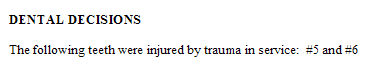 DENTAL DECISIONS
The following teeth were injured by trauma in service:  #5 and #6